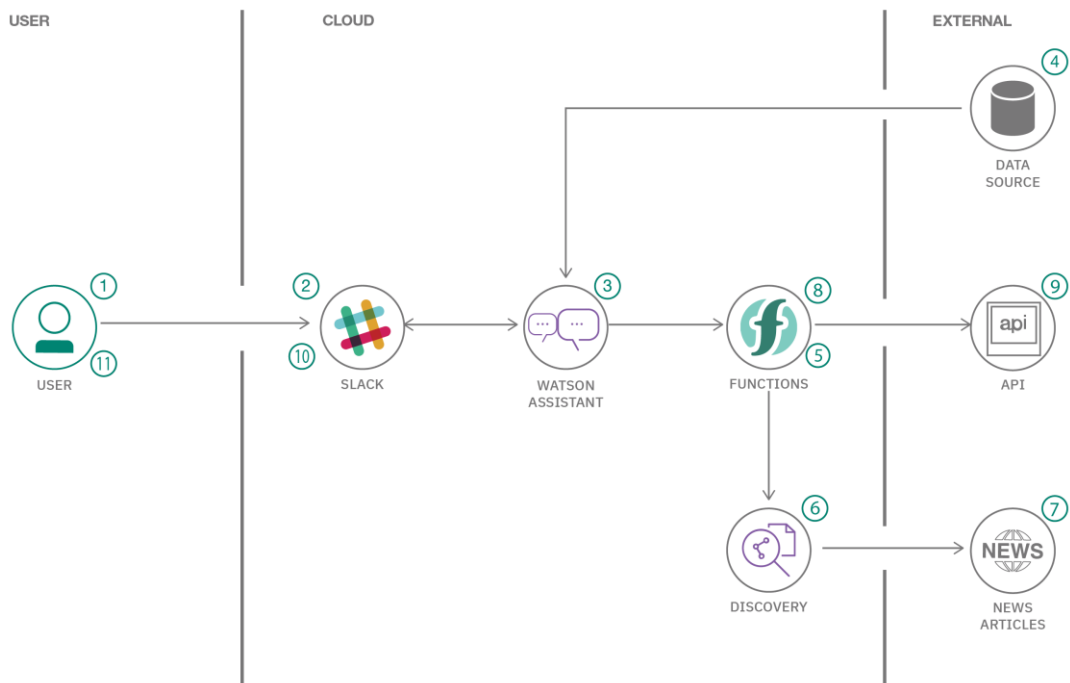 USER
CLOUD
EXTERNAL
4
DATA
SOURCE
1
11
USER
2
10
SLACK
3
...
...
WATSON
ASSISTANT
8
5
FUNCTIONS
9
api
API
6
DISCOVERY
7
NEWS
NEWS
ARTICLES